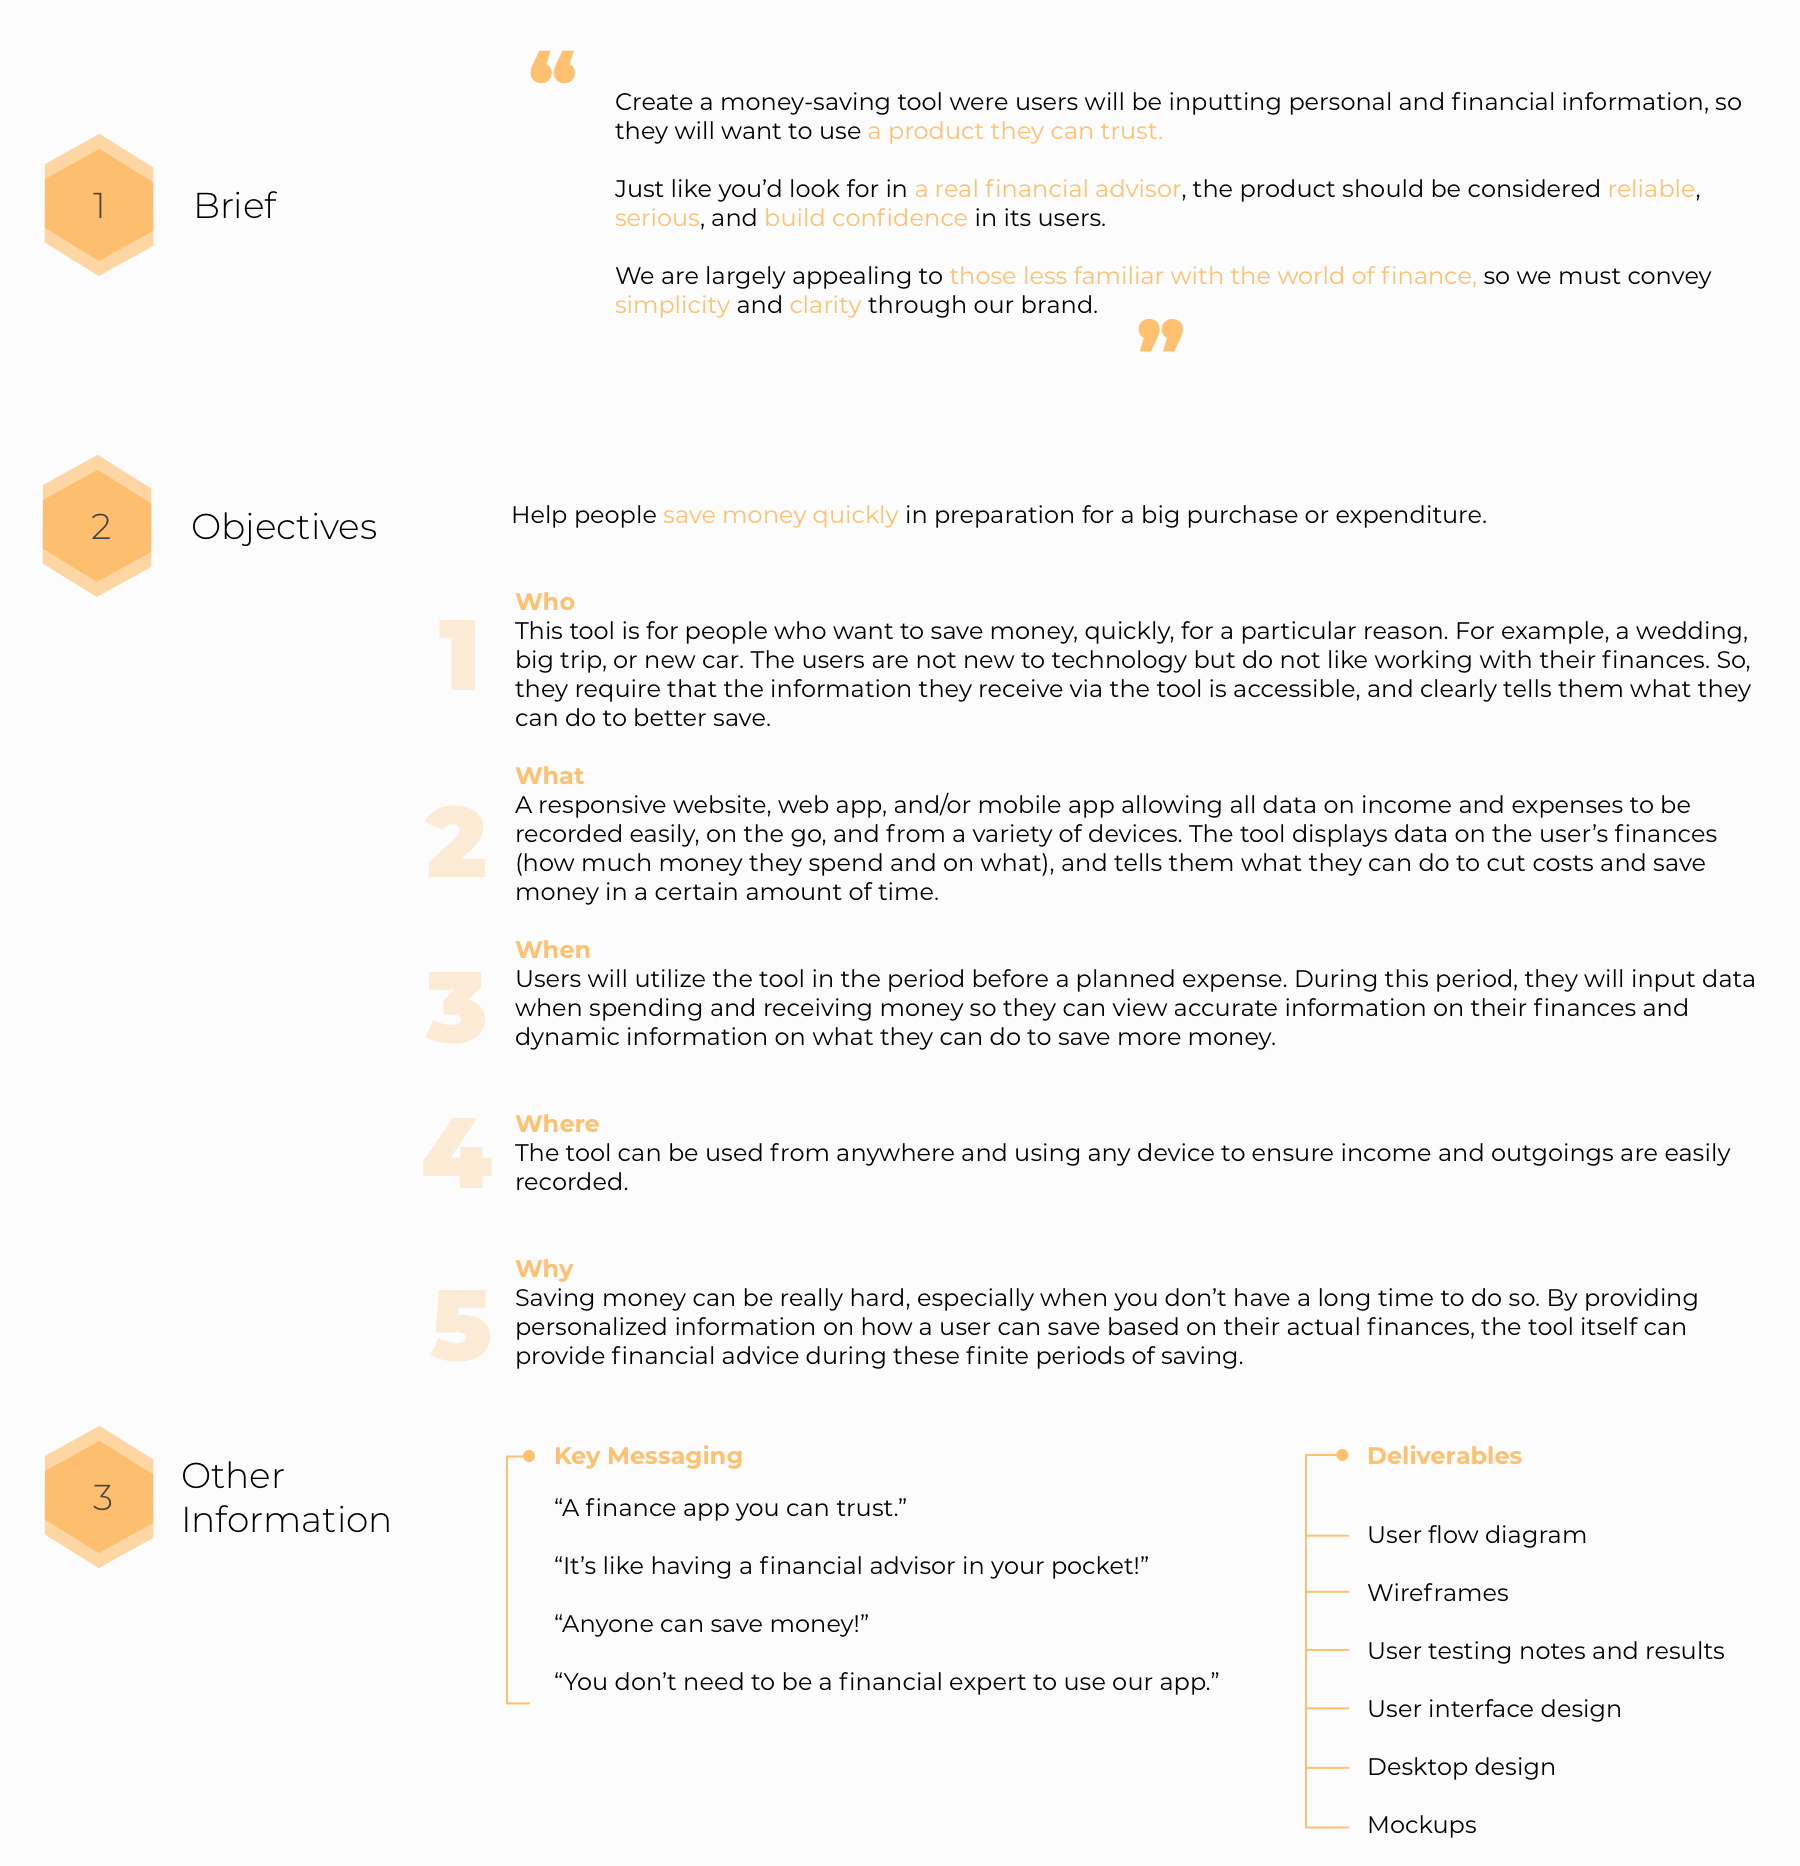 “
Create a money-saving tool were users will be inputting personal and financial information, so
they will want to use a product they can trust.
1
Brief
Just like you’d look for in a real financial advisor, the product should be considered reliable,
serious, and build confidence in its users.
We are largely appealing to those less familiar with the world of finance, so we must convey
simplicity and clarity through our brand.
”
2
Objectives
Help people save money quickly in preparation for a big purchase or expenditure.
1
Who
This tool is for people who want to save money, quickly, for a particular reason. For example, a wedding,
big trip, or new car. The users are not new to technology but do not like working with their finances. So,
they require that the information they receive via the tool is accessible, and clearly tells them what they
can do to better save.
2
What
A responsive website, web app, and/or mobile app allowing all data on income and expenses to be
recorded easily, on the go, and from a variety of devices. The tool displays data on the user’s finances
(how much money they spend and on what), and tells them what they can do to cut costs and save
money in a certain amount of time.
3
When
Users will utilize the tool in the period before a planned expense. During this period, they will input data
when spending and receiving money so they can view accurate information on their finances and
dynamic information on what they can do to save more money.
4
Where
The tool can be used from anywhere and using any device to ensure income and outgoings are easily
recorded.
5
Why
Saving money can be really hard, especially when you don’t have a long time to do so. By providing
personalized information on how a user can save based on their actual finances, the tool itself can
provide financial advice during these finite periods of saving.
3
Other
Information
Key Messaging
“A finance app you can trust.”
“It’s like having a financial advisor in your pocket!”
“Anyone can save money!”
“You don’t need to be a financial expert to use our app.”
Deliverables
User flow diagram
Wireframes
User testing notes and results
User interface design
Desktop design
Mockups